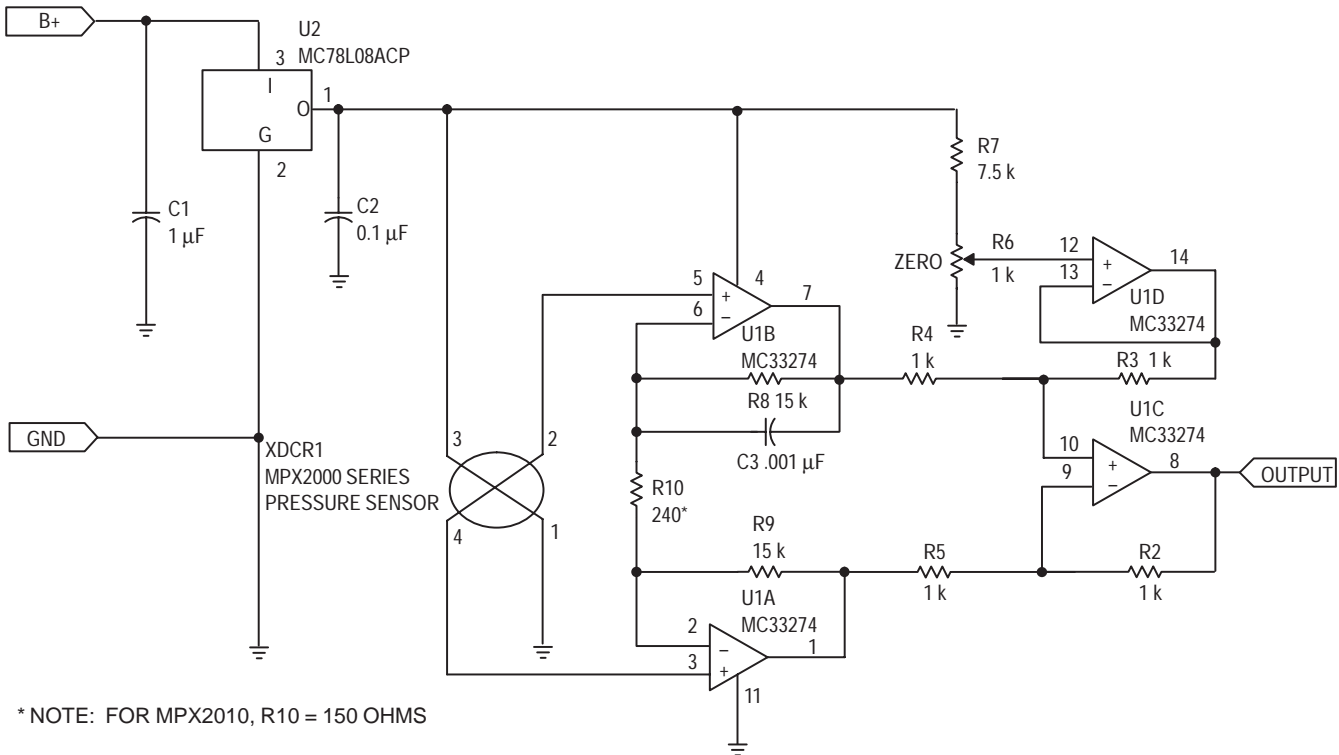 B+
U2
MC78L08ACP
3
I
O
1
G
2
C1
1 µF
C2
0.1 µF
R7
7.5 k
ZERO
R6
1 k
12
13
+
−
14
U1D
MC33274
5
6
+
−
4
7
U1B
MC33274
R4
1 k
R3 1 k
R8 15 k
C3 .001 µF
U1C
MC33274
10
9
+
−
8
OUTPUT
GND
XDCR1
MPX2000 SERIES
PRESSURE SENSOR
3
2
4
1
R10
240*
R9
15 k
R5
1 k
R2
1 k
U1A
MC33274
2
3
−
+
1
11
* NOTE: FOR MPX2010, R10 = 150 OHMS